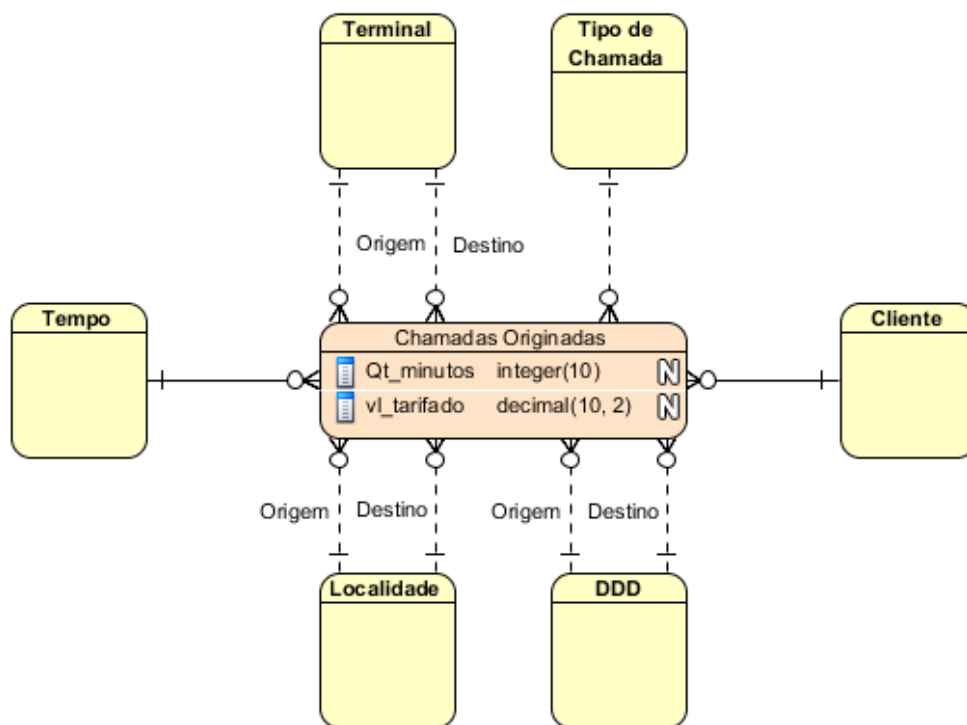 Terminal
Tipo de
Chamada
Origem
Destino
Tempo
Chamadas Originadas
Qt_minutos integer(10) N
vl_tarifado decimal(10, 2) N
Cliente
Origem
Destino
Origem
Destino
Localidade
DDD